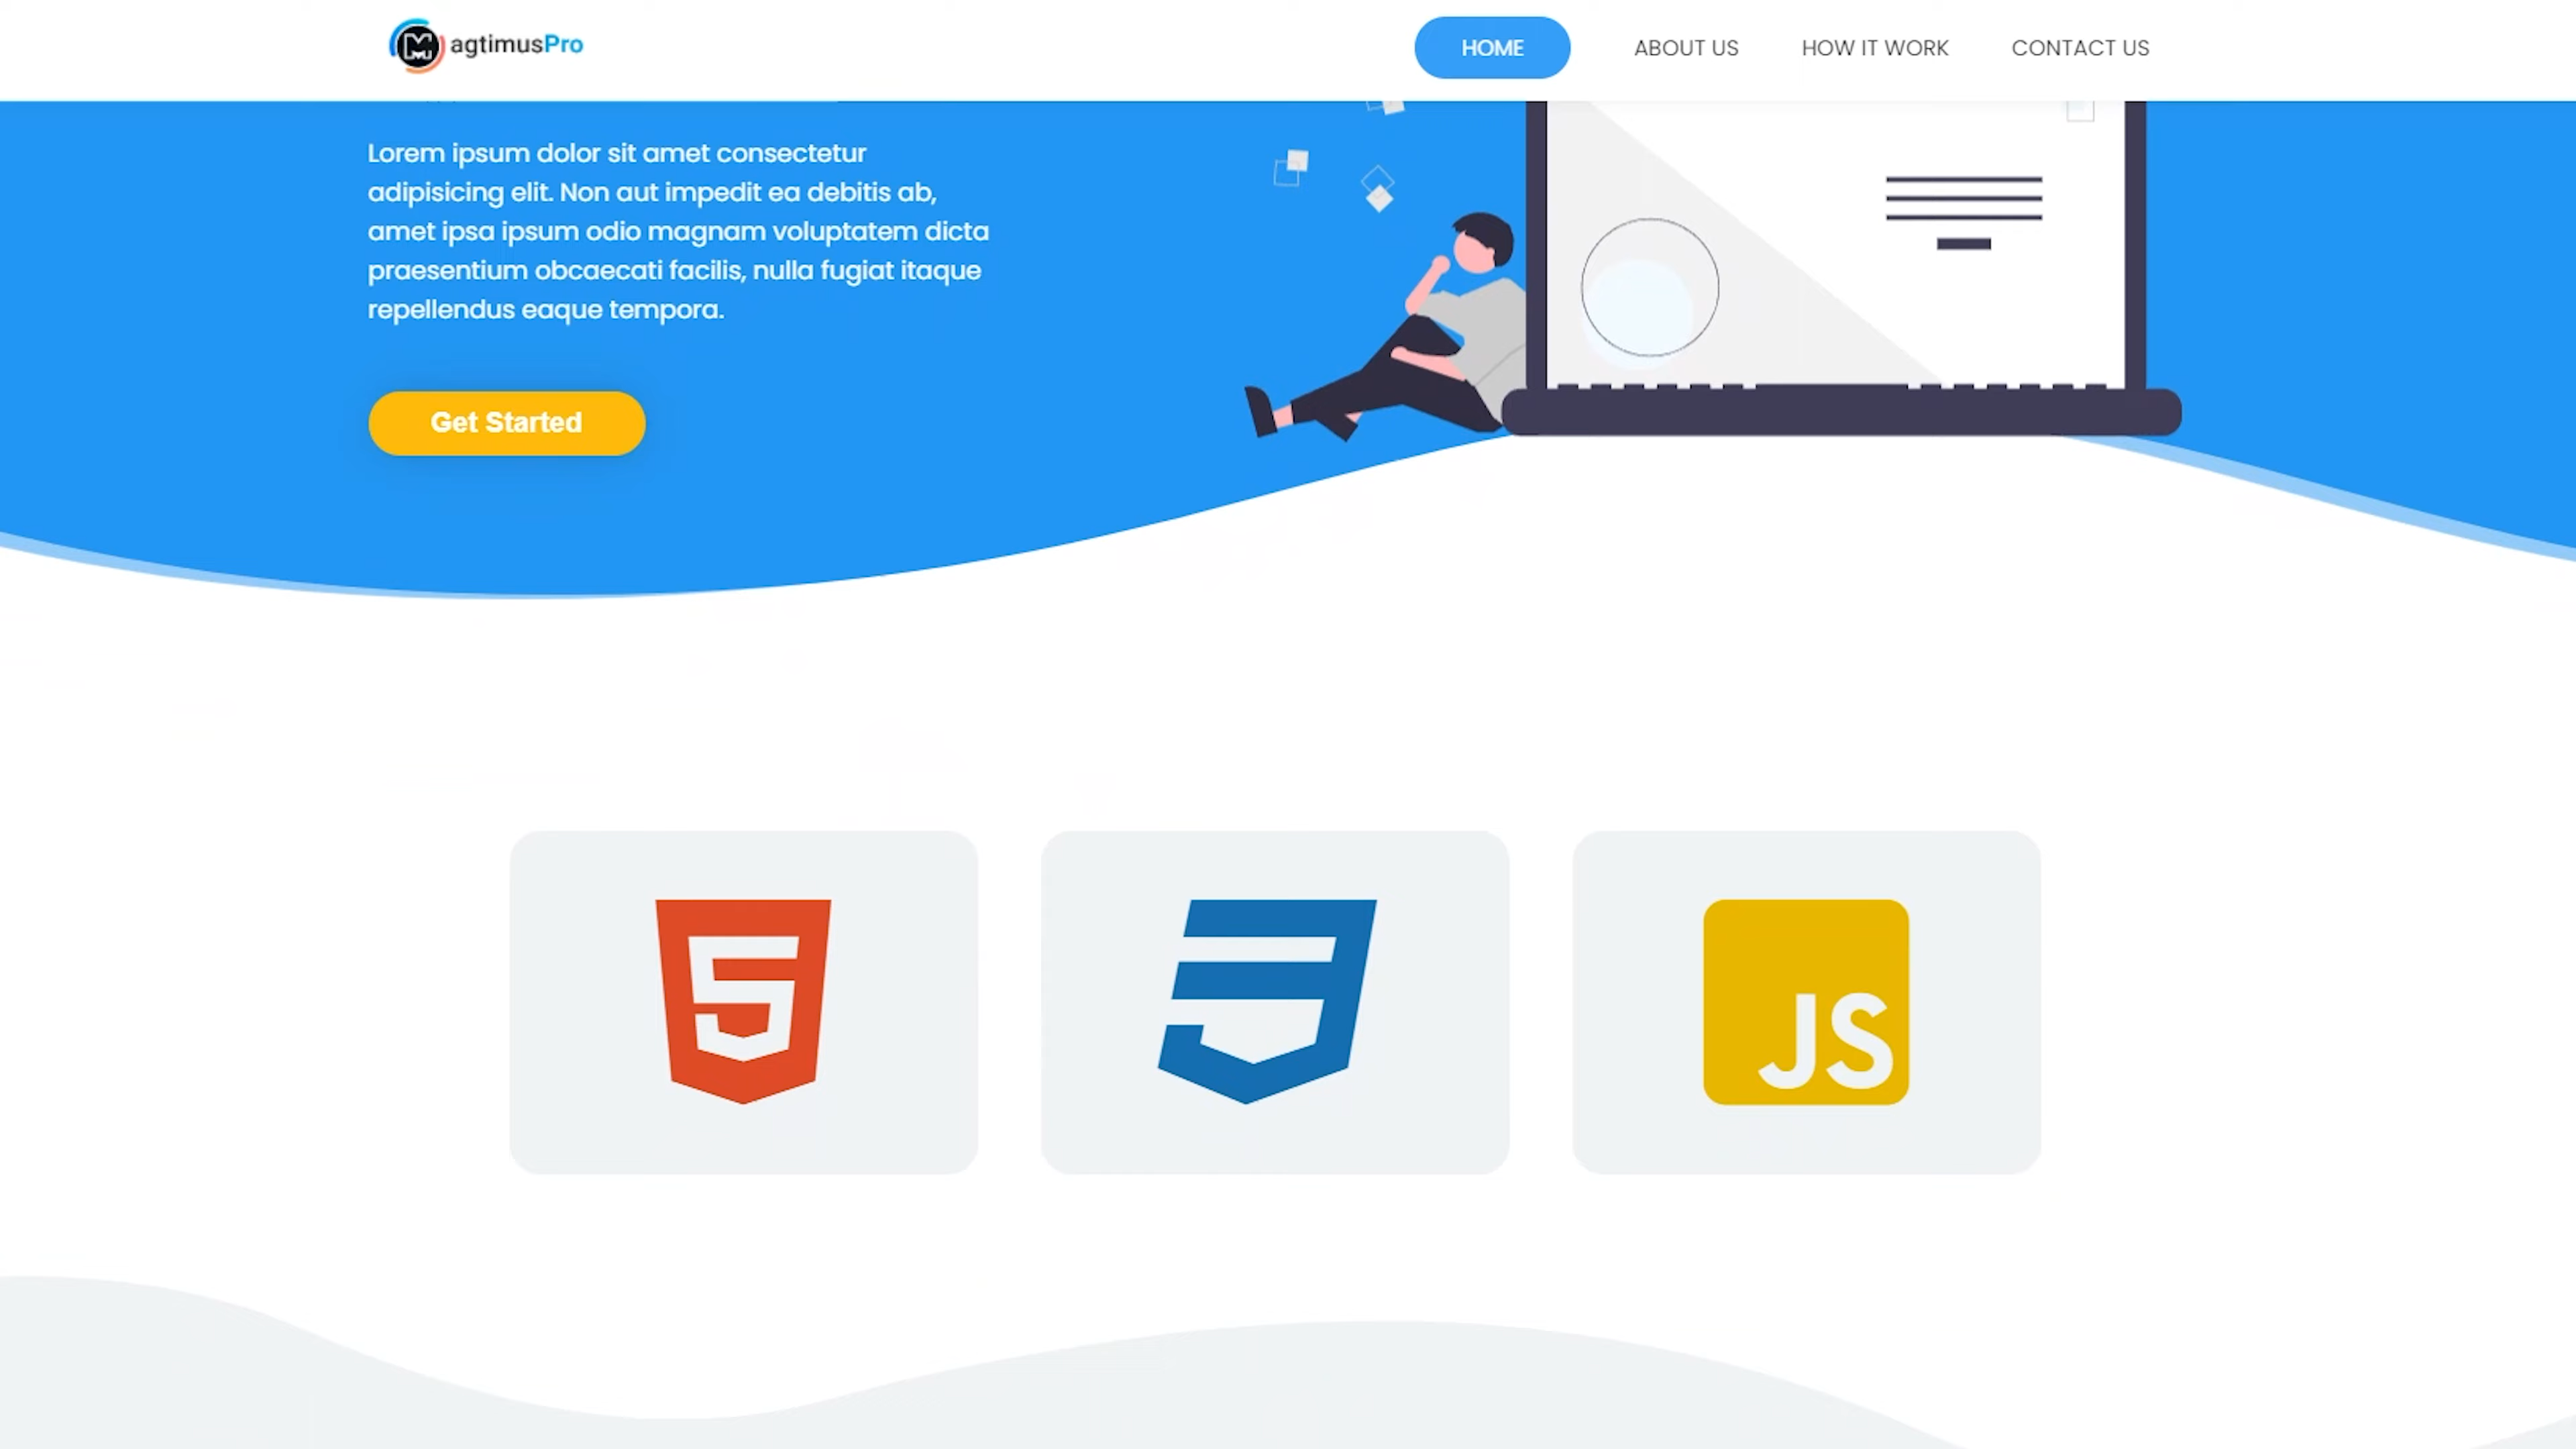 agtimusPro
HOME
ABOUT US
HOW IT WORK
CONTACT US
Lorem ipsum dolor sit amet consectetur
adipisicing elit. Non aut impedit ea debitis ab,
amet ipsa ipsum odio magnam voluptatem dicta
praesentium obcaecati facilis, nulla fugiat itaque
repellendus eaque tempora.
Get Started
5
JS